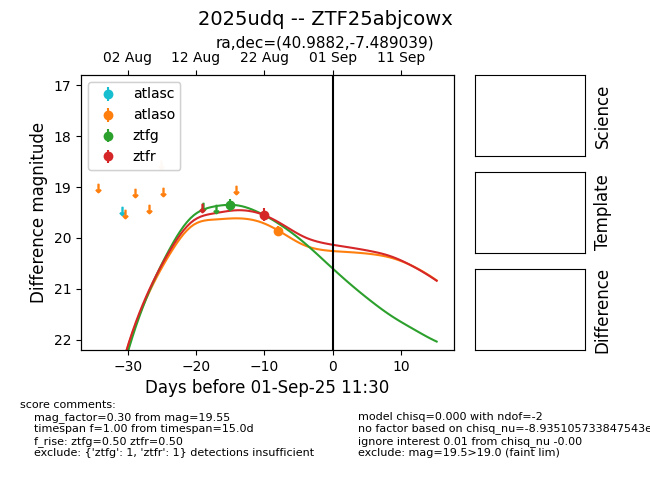 2025udq -- ZTF25abjcowx
ra,dec=(40.9882,-7.489039)
02 Aug 12 Aug 22 Aug 01 Sep 11 Sep
atlasc
atlaso
ztfg
ztfr
17
18
19
20
21
22
Difference magnitude
−30 −20 −10 0 10
Days before 01-Sep-25 11:30
Science
Template
Difference
score comments:
mag_factor=0.30 from mag=19.55
timespan f=1.00 from timespan=15.0d
f_rise: ztfg=0.50 ztfr=0.50
exclude: {'ztfg': 1, 'ztfr': 1} detections insufficient
model chisq=0.000 with ndof=-2
no factor based on chisq_nu=-8.935105733847543e
ignore interest 0.01 from chisq_nu -0.00
exclude: mag=19.5>19.0 (faint lim)